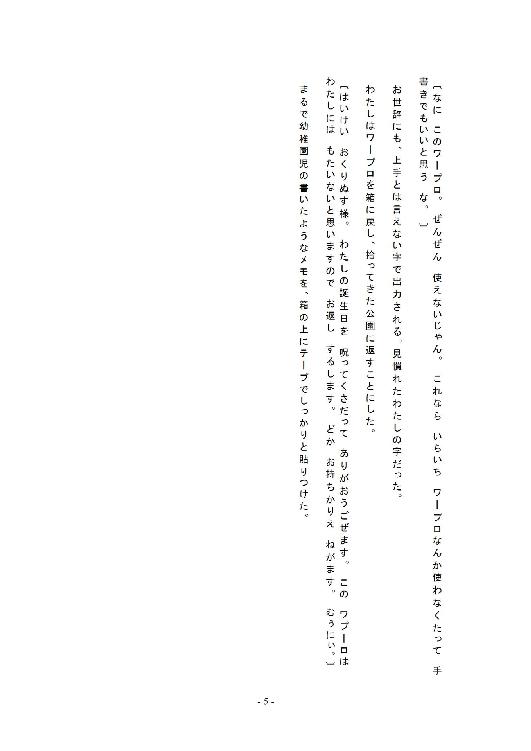 〔なに このワープロ。 ぜんぜん 使えないじゃん。 これなら いらいち ワープロなんか使わなくたって 手
書きでもいいと思う な。〕
お世辞にも、上手とは言えない字で出力される。見慣れたわたしの字だった。
わたしはワープロを箱に戻し、拾ってきた公園に返すことにした。
〔はいけい おくりぬす様。 わたしの誕生日を 呪ってくさだって ありがおうごぜます。 この ワプーロは
わたしには もたいないと思いますので お返し するします。 どか お持ちかりえ ねがます。 むぅにぃ。〕
まるで幼稚園児の書いたようなメモを、箱の上にテープでしっかりと貼りつけた。
- 5 -